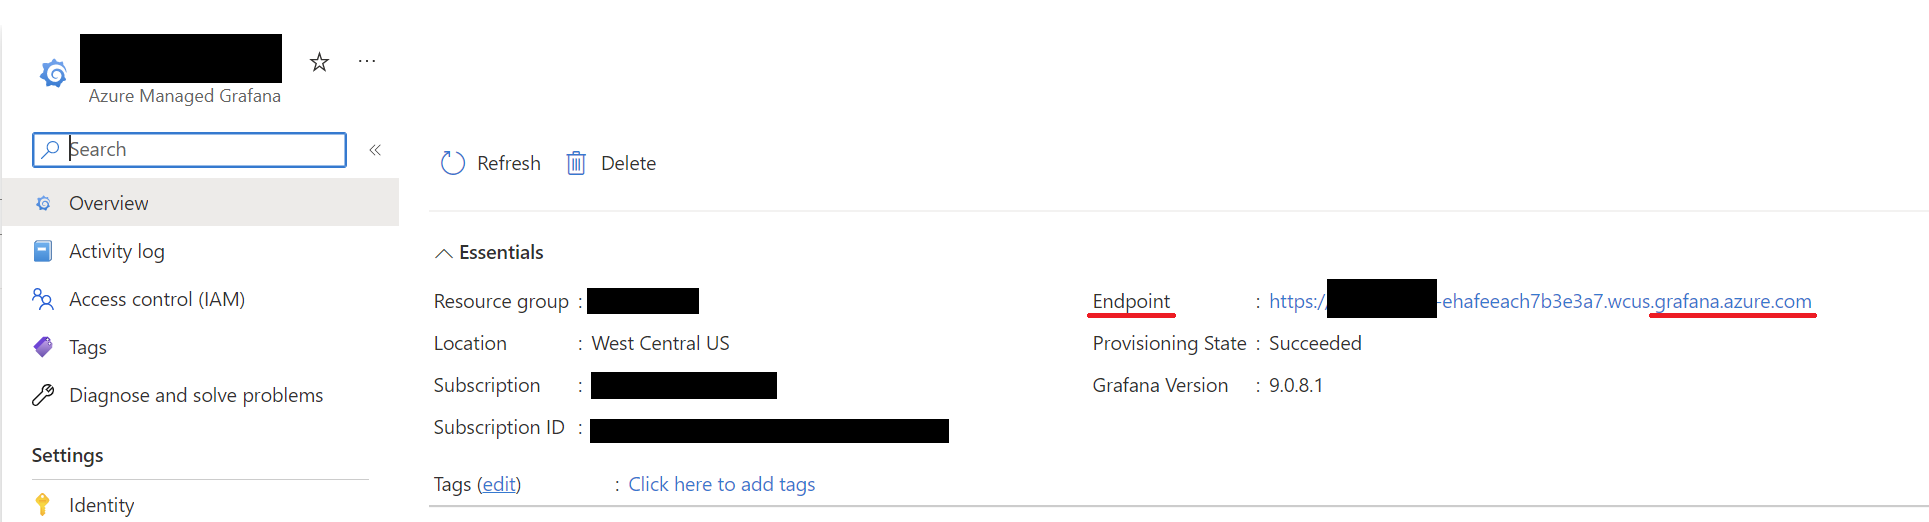 Azure Managed Grafana
Search
Overview
Activity log
Access control (IAM)
Tags
Diagnose and solve problems
Settings
Identity
Refresh Delete
Essentials
Resource group :
Location : West Central US
Subscription :
Subscription ID :
Tags (edit) : Click here to add tags
Endpoint : https:/ -ehafeeach7b3e3a7.wcus.grafana.azure.com
Provisioning State : Succeeded
Grafana Version : 9.0.8.1